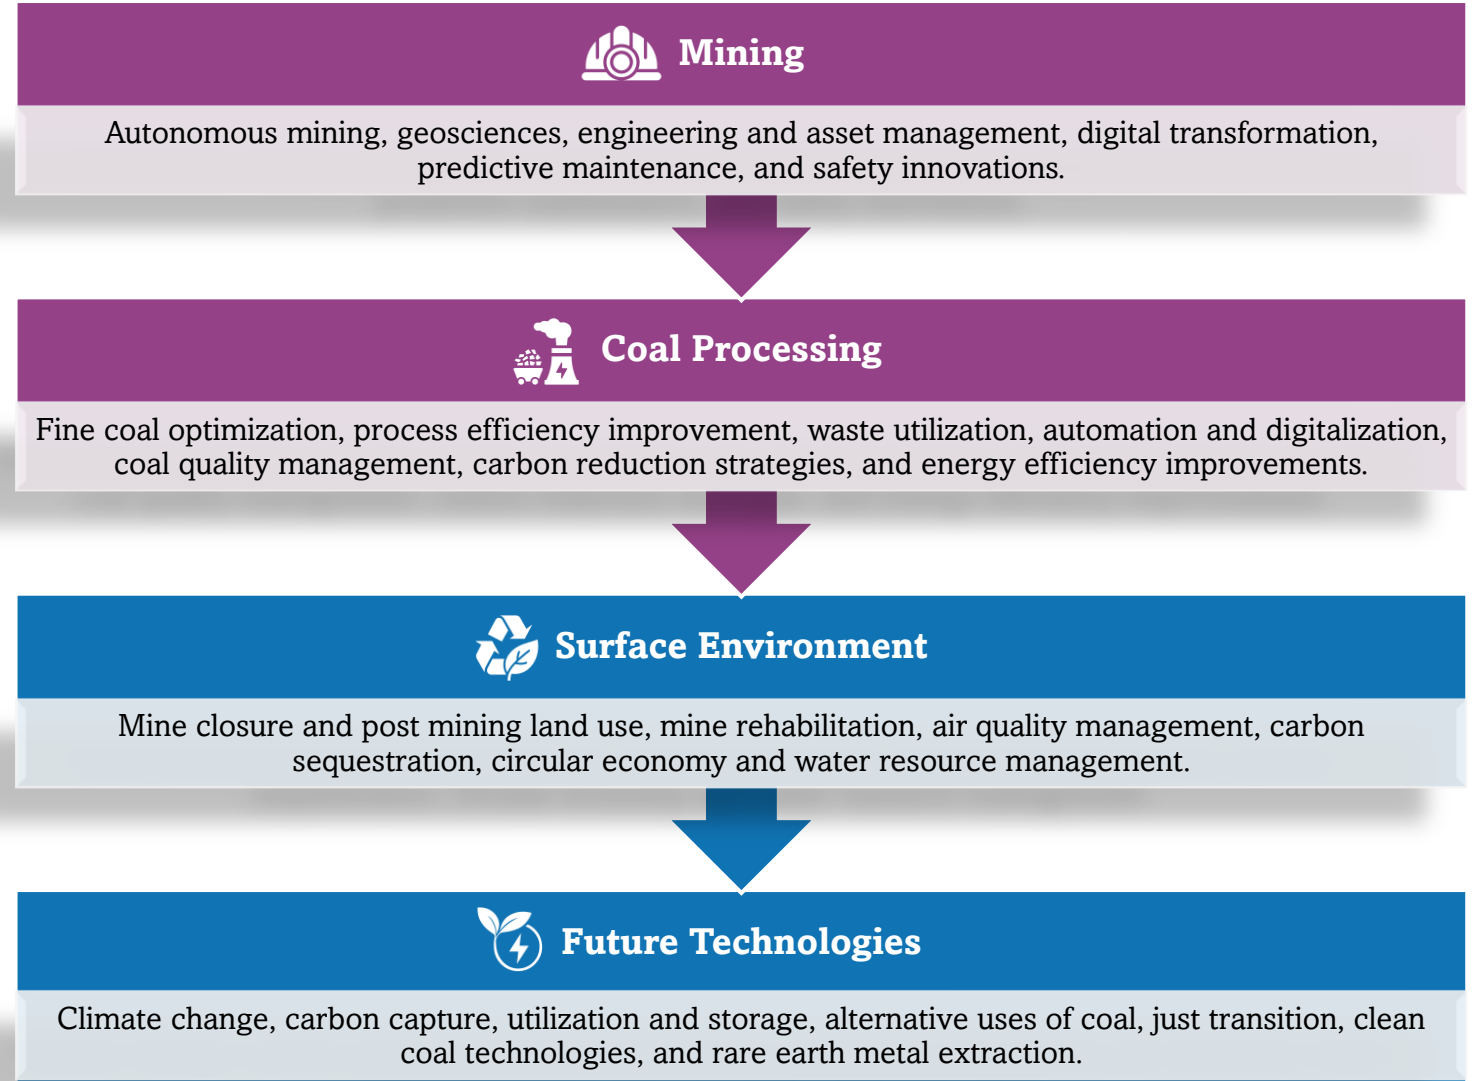 Mining
Autonomous mining, geosciences, engineering and asset management, digital transformation,
predictive maintenance, and safety innovations.
Coal Processing
Fine coal optimization, process efficiency improvement, waste utilization, automation and digitalization,
coal quality management, carbon reduction strategies, and energy efficiency improvements.
Surface Environment
Mine closure and post mining land use, mine rehabilitation, air quality management, carbon
sequestration, circular economy and water resource management.
Future Technologies
Climate change, carbon capture, utilization and storage, alternative uses of coal, just transition, clean
coal technologies, and rare earth metal extraction.